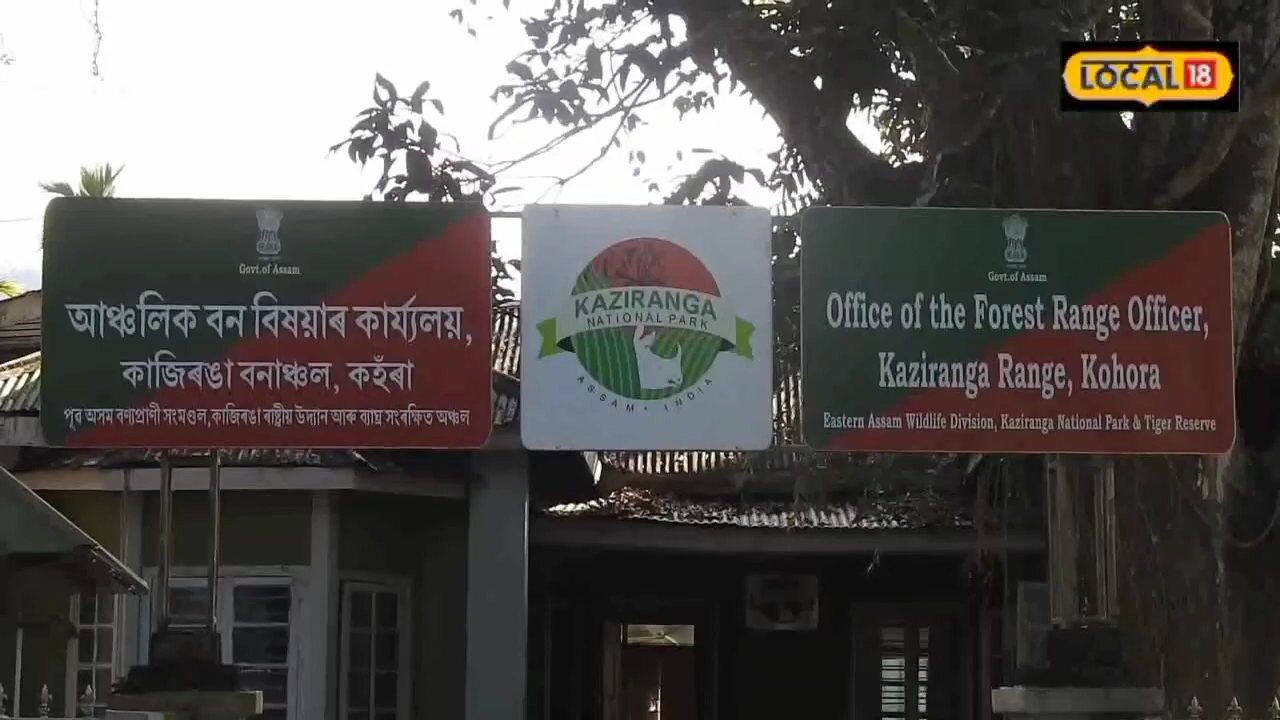 LOCAL 18
Govt.of Assam
আঞ্চলিক বন বিষয়াৰ কাৰ্য্যলয়,
কাজিৰঙা বনাঞ্চল, কহঁৰা
পূব অসম বণ্যপ্ৰাণী সংমণ্ডল,কাজিৰঙা ৰাষ্ট্ৰীয় উদ্যান আৰু ব্যাঘ্ৰ সংৰক্ষিত অঞ্চল
KAZIRANGA
NATIONAL PARK
ASSAM • INDIA
Govt.of Assam
Office of the Forest Range Officer,
Kaziranga Range, Kohora
Eastern Assam Wildlife Division, Kaziranga National Park & Tiger Reserve